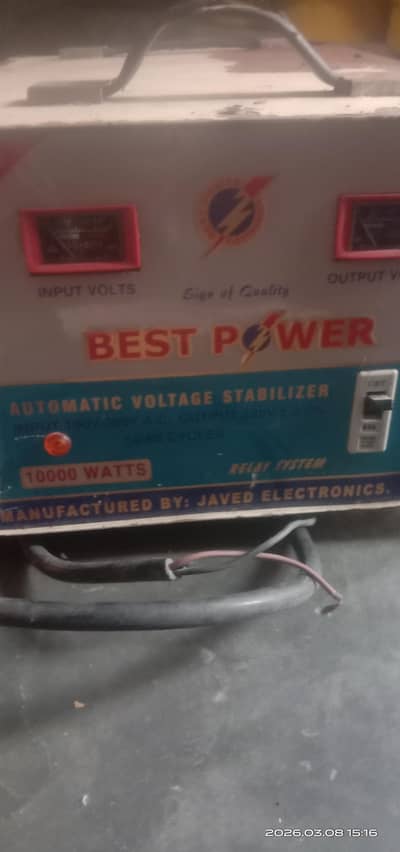 INPUT VOLTS
OUTPUT V
Sign of Quality
BEST POWER
AUTOMATIC VOLTAGE STABILIZER
10000 WATTS
RELAY SYSTEM
MANUFACTURED BY: JAVED ELECTRONICS.
2026.03.08 15:16